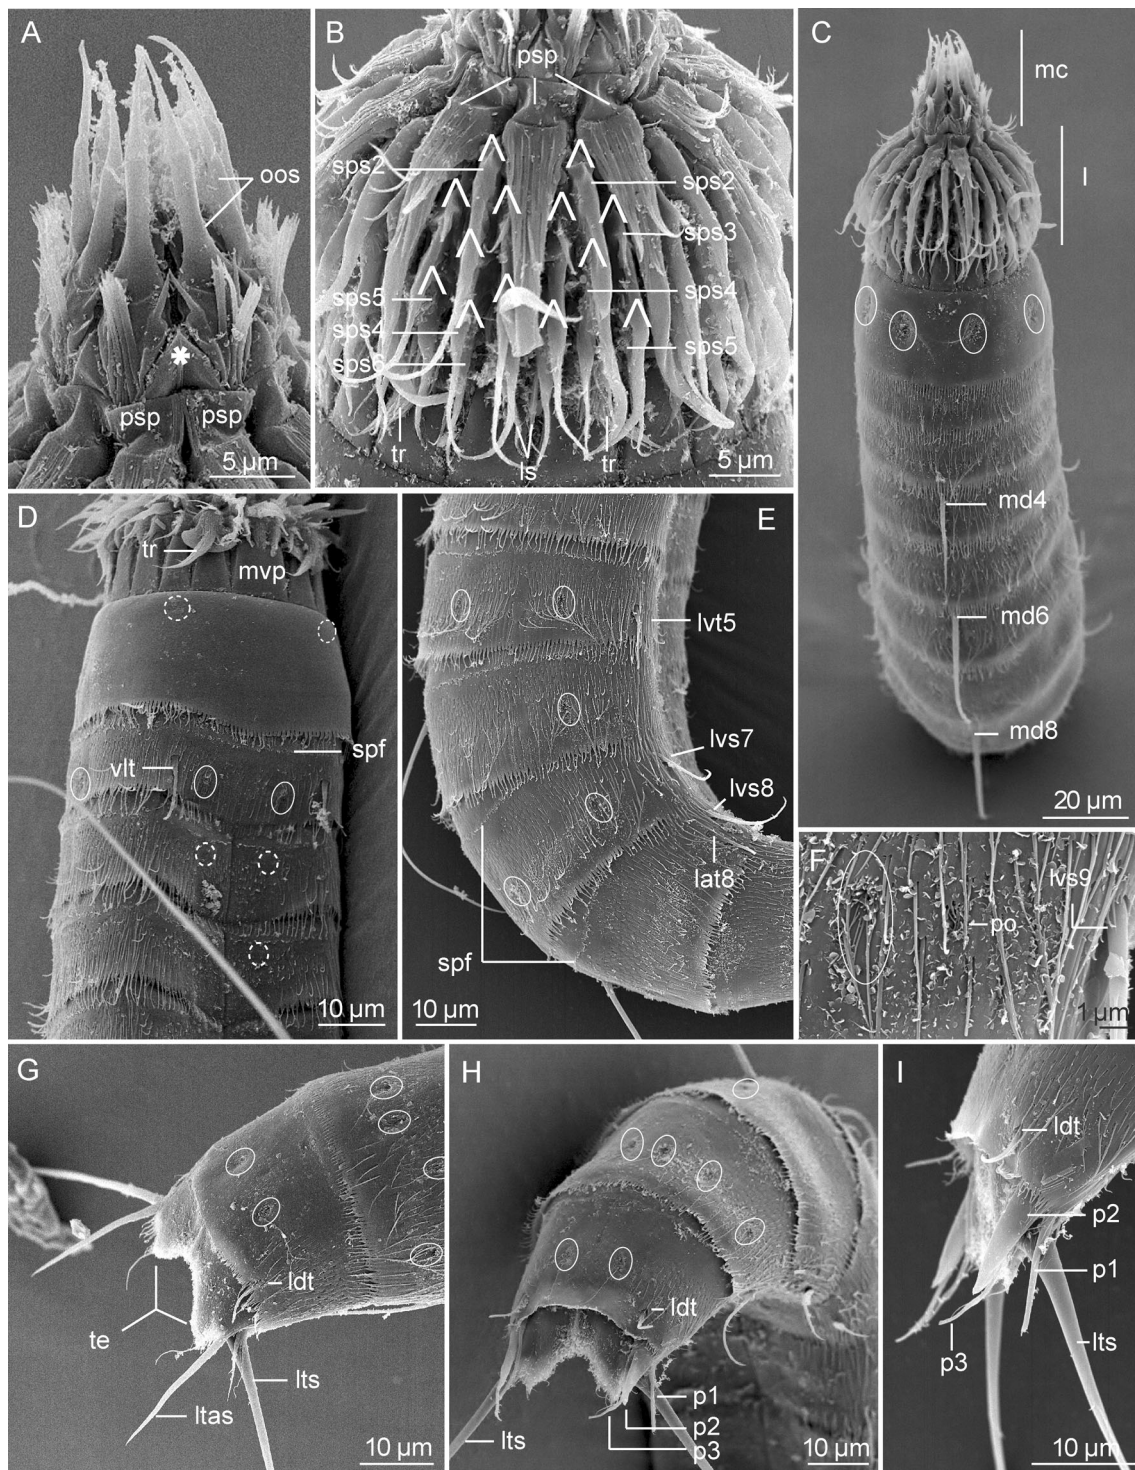 A
oos
*
psp
psp
5 µm
B
psp
sps2
sps2
sps3
sps5
sps4
sps4
sps6
sps5
tr
ls
tr
5 µm
C
mc
l
md4
md6
md8
20 µm
D
tr
mvp
spf
vlt
10 µm
E
lvt5
lvs7
lvs8
lat8
spf
10 µm
F
lvs9
po
1 µm
G
ldt
te
lts
ltas
10 µm
H
ldt
p1
p2
p3
lts
10 µm
I
ldt
p2
p1
lts
p3
10 µm